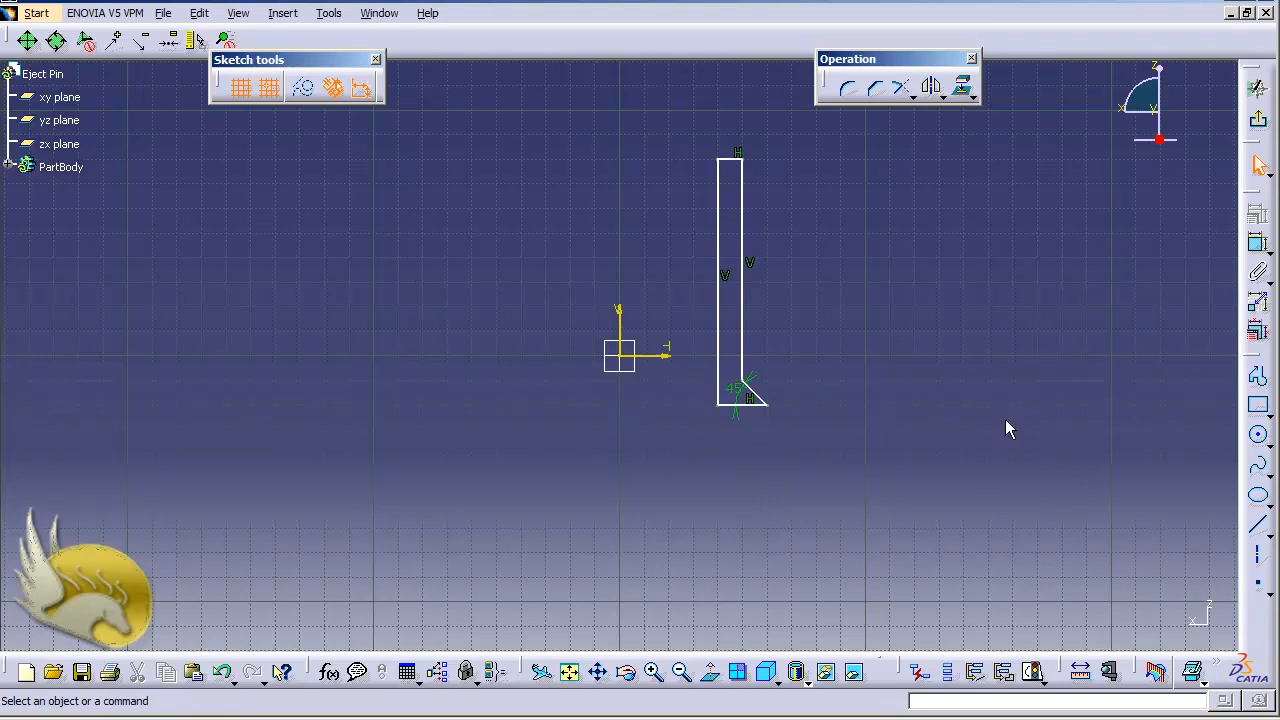 Start ENOVIA V5 VPM File Edit View Insert Tools Window Help
Sketch tools
Operation
Eject Pin
xy plane
yz plane
zx plane
PartBody
Z
X Y
H
V V
V
H
45
H
Z
X
f(x)
CATIA
Select an object or a command